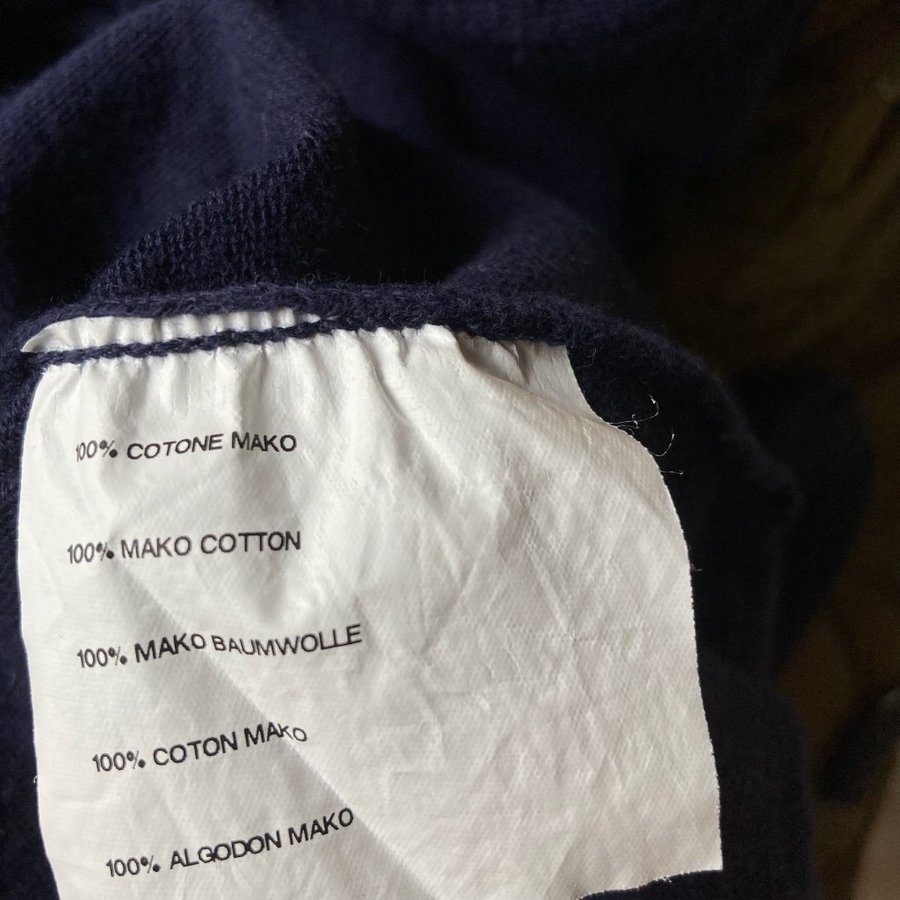 100% COTONE MAKO
100% MAKO COTTON
100% MAKO BAUMWOLLE
100% COTON MAKO
100% ALGODON MAKO